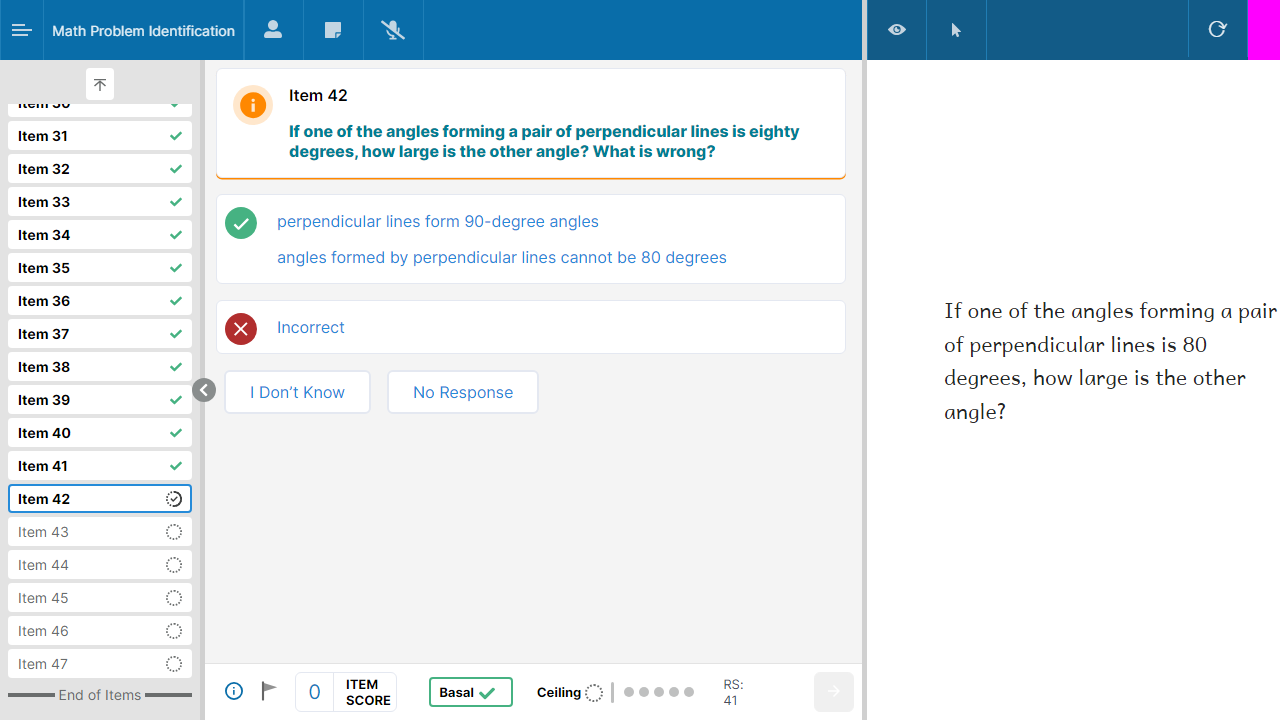 Math Problem Identification
Item 30
Item 31
Item 32
Item 33
Item 34
Item 35
Item 36
Item 37
Item 38
Item 39
Item 40
Item 41
Item 42
Item 43
Item 44
Item 45
Item 46
Item 47
End of Items
Item 42
If one of the angles forming a pair of perpendicular lines is eighty
degrees, how large is the other angle? What is wrong?
perpendicular lines form 90-degree angles
angles formed by perpendicular lines cannot be 80 degrees
Incorrect
I Don't Know
No Response
0
ITEM
SCORE
Basal
Ceiling
RS:
41
If one of the angles forming a pair
of perpendicular lines is 80
degrees, how large is the other
angle?